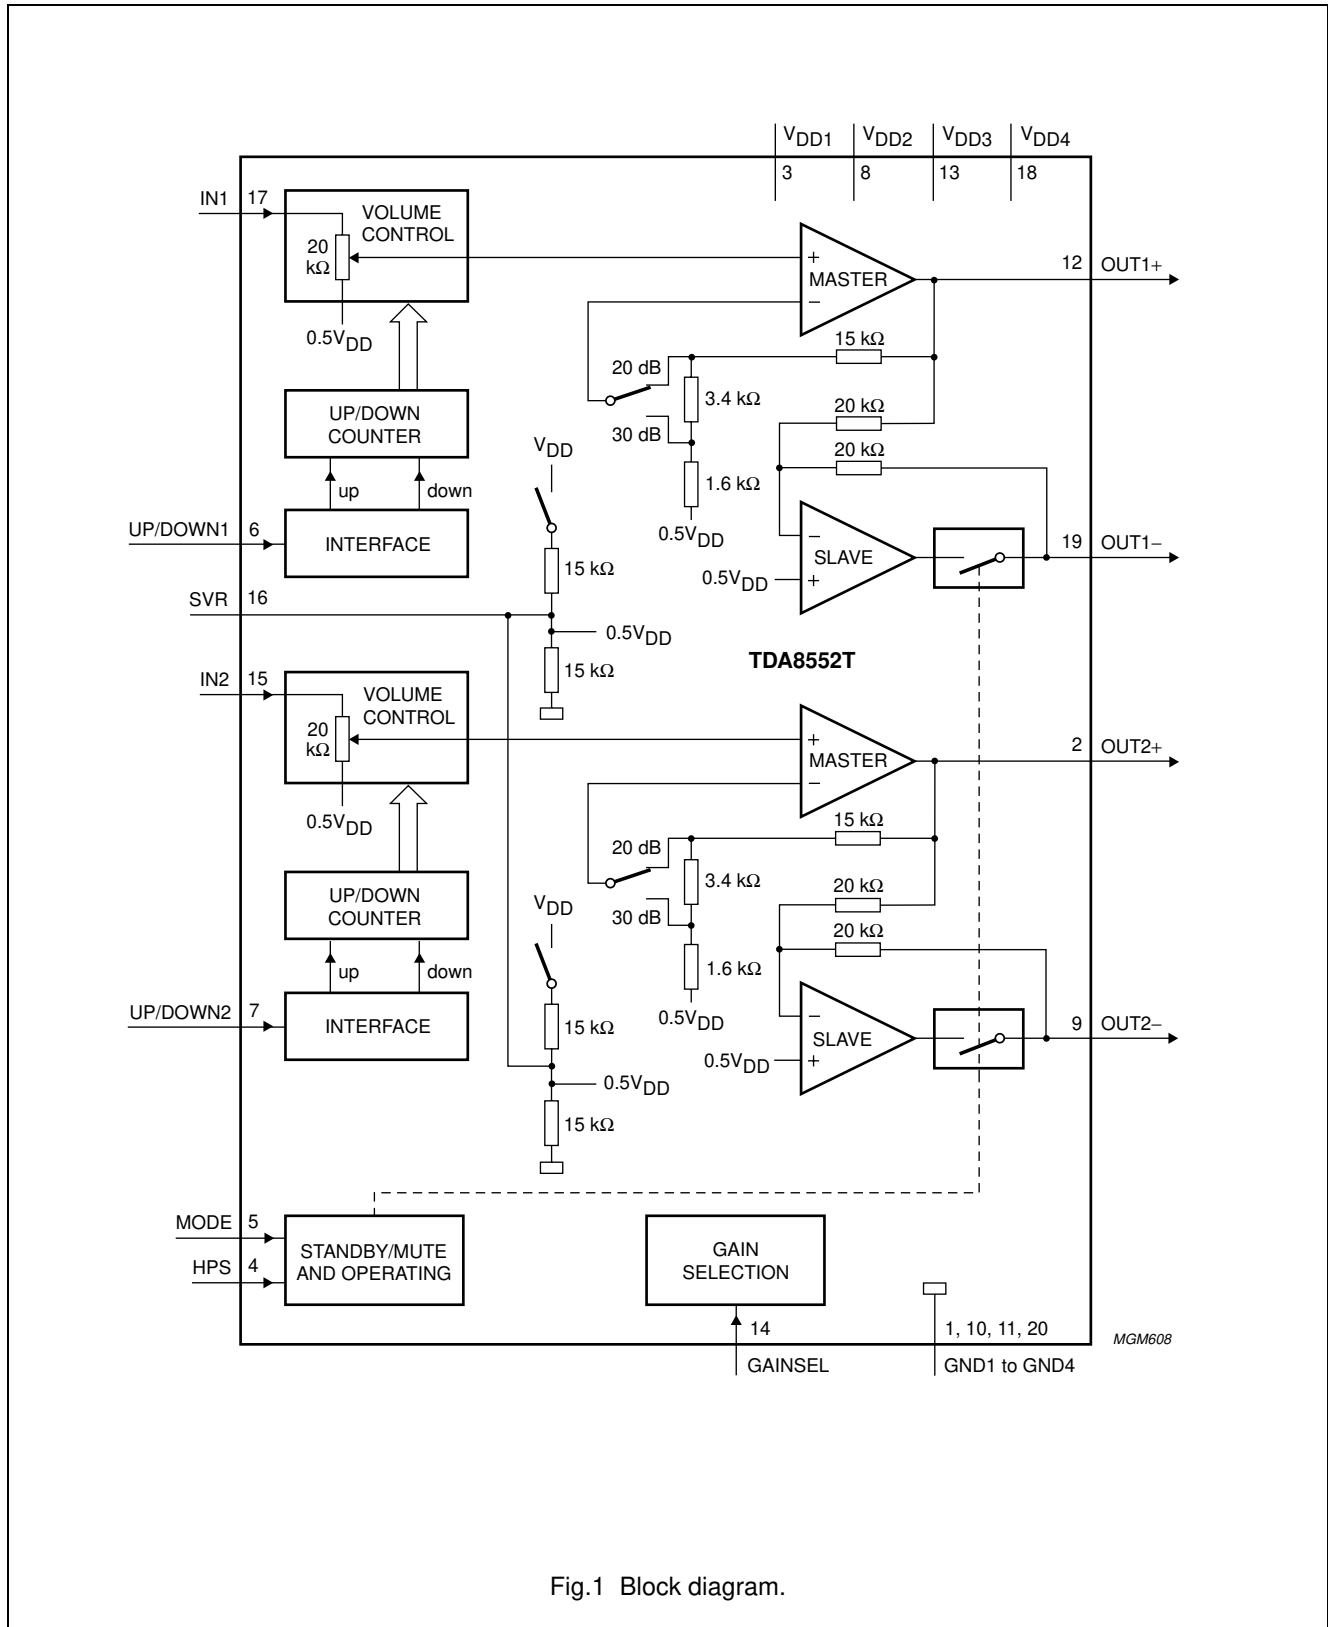 VDD1 VDD2 VDD3 VDD4
3 8 13 18
IN1 17
VOLUME
CONTROL
20
kΩ
0.5VDD
UP/DOWN
COUNTER
up down
UP/DOWN1 6
INTERFACE
SVR 16
VDD
15 kΩ
0.5VDD
15 kΩ
+
MASTER
−
12 OUT1+
15 kΩ
20 dB
3.4 kΩ
30 dB
1.6 kΩ
0.5VDD
20 kΩ
20 kΩ
−
SLAVE
0.5VDD +
19 OUT1−
TDA8552T
IN2 15
VOLUME
CONTROL
20
kΩ
0.5VDD
UP/DOWN
COUNTER
up down
UP/DOWN2 7
INTERFACE
VDD
15 kΩ
0.5VDD
15 kΩ
+
MASTER
−
2 OUT2+
15 kΩ
20 dB
3.4 kΩ
30 dB
1.6 kΩ
0.5VDD
20 kΩ
20 kΩ
−
SLAVE
0.5VDD +
9 OUT2−
MODE 5
HPS 4
STANDBY/MUTE
AND OPERATING
GAIN
SELECTION
14
GAINSEL
1, 10, 11, 20
GND1 to GND4
MGM608
Fig.1 Block diagram.